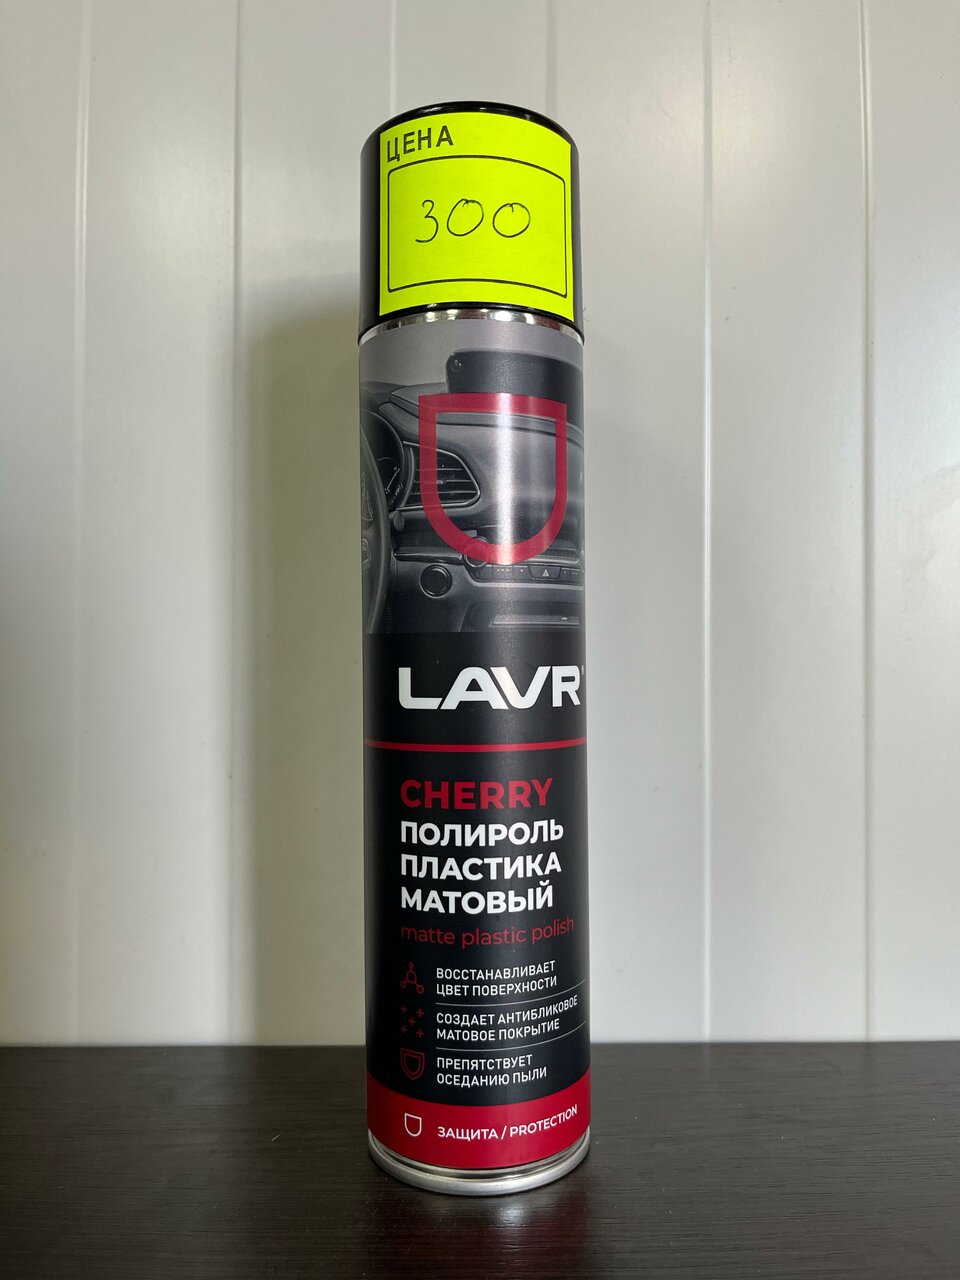 ЦЕНА
300
LAVR
CHERRY
ПОЛИРОЛЬ
ПЛАСТИКА
МАТОВЫЙ
matte plastic polish
ВОССТАНАВЛИВАЕТ
ЦВЕТ ПОВЕРХНОСТИ
СОЗДАЕТ АНТИБЛИКОВОЕ
МАТОВОЕ ПОКРЫТИЕ
ПРЕПЯТСТВУЕТ
ОСЕДАНИЮ ПЫЛИ
ЗАЩИТА / PROTECTION